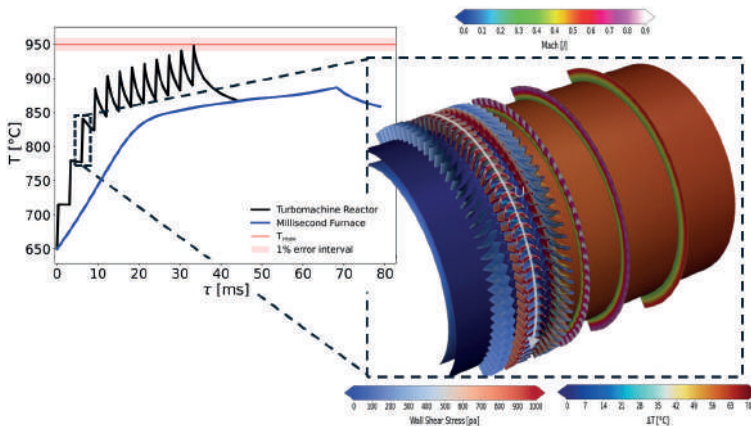 0.0 0.2 0.2 0.3 0.4 0.4 0.5 0.6 0.7 0.8 0.9
Mach [/]
T [°C]
950
900
850
800
750
700
650
Turbomachine Reactor
Millisecond Furnace
1% error interval
0 10 20 30 40 50 60 70 80
τ [ms]
0 100 200 300 400 500 600 700 800 900 1000
Wall Shear Stress [pa]
0 7 14 21 28 35 42 49 56 63 70
ΔT [°C]